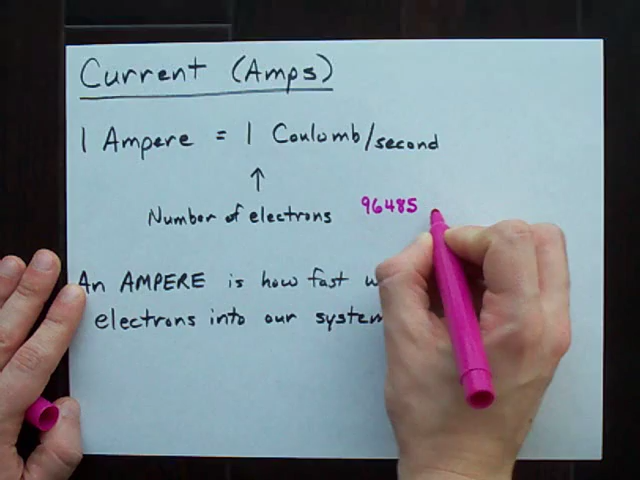 Current (Amps)
1 Ampere = 1 Coulomb/second
↑
Number of electrons 96485
An AMPERE is how fast
electrons into our system